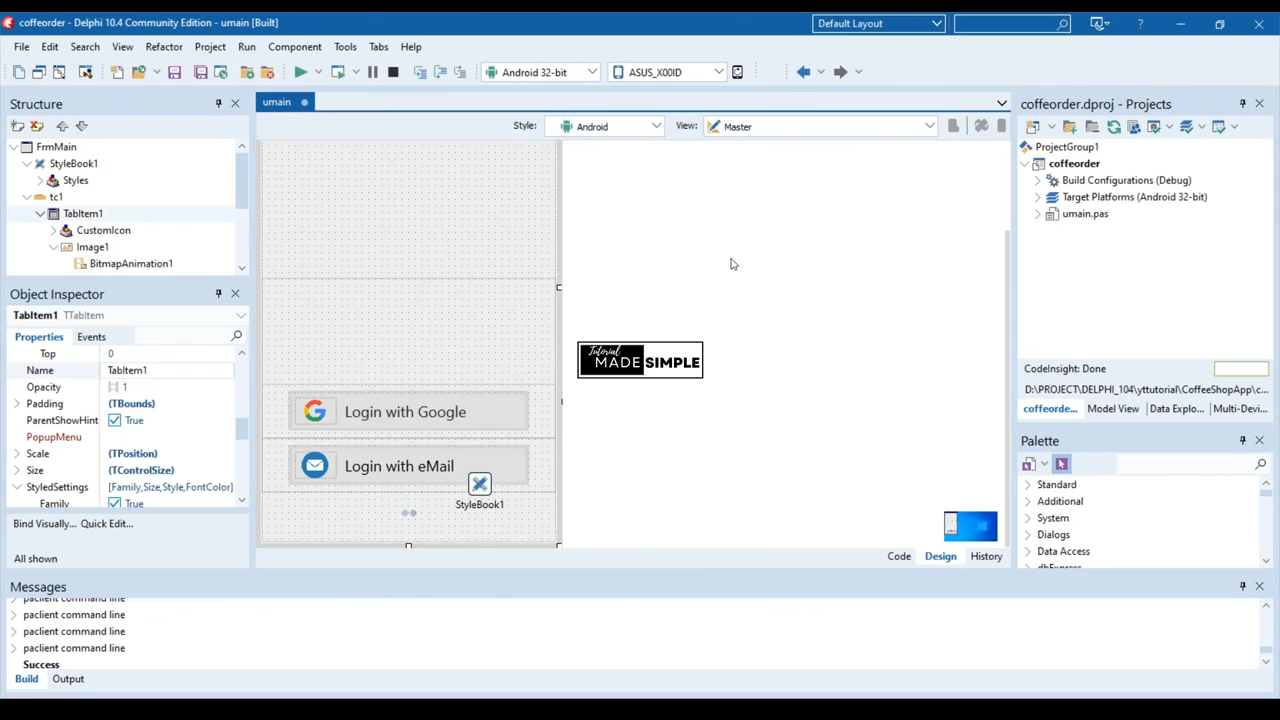 coffeorder - Delphi 10.4 Community Edition - umain [Built]
Default Layout
File Edit Search View Refactor Project Run Component Tools Tabs Help
Android 32-bit
ASUS_X00ID
Structure
umain
coffeorder.dproj - Projects
Style:
Android
View:
Master
FrmMain
StyleBook1
Styles
tc1
TabItem1
CustomIcon
Image1
BitmapAnimation1
ProjectGroup1
coffeorder
Build Configurations (Debug)
Target Platforms (Android 32-bit)
umain.pas
Object Inspector
TabItem1 TTabItem
Properties Events
Top 0
Name TabItem1
Opacity 1
Padding (TBounds)
ParentShowHint True
PopupMenu
Scale (TPosition)
Size (TControlSize)
StyledSettings [Family,Size,Style,FontColor]
Family True
Bind Visually... Quick Edit...
All shown
Login with Google
Login with eMail
StyleBook1
Tutorial
MADE SIMPLE
Code Design History
CodeInsight: Done
D:\PROJECT\DELPHI_104\yttutorial\CoffeeShopApp\c...
coffeorde... Model View Data Explo... Multi-Devi...
Palette
Standard
Additional
System
Dialogs
Data Access
dbExpress
Messages
paclient command line
paclient command line
paclient command line
paclient command line
Success
Build Output